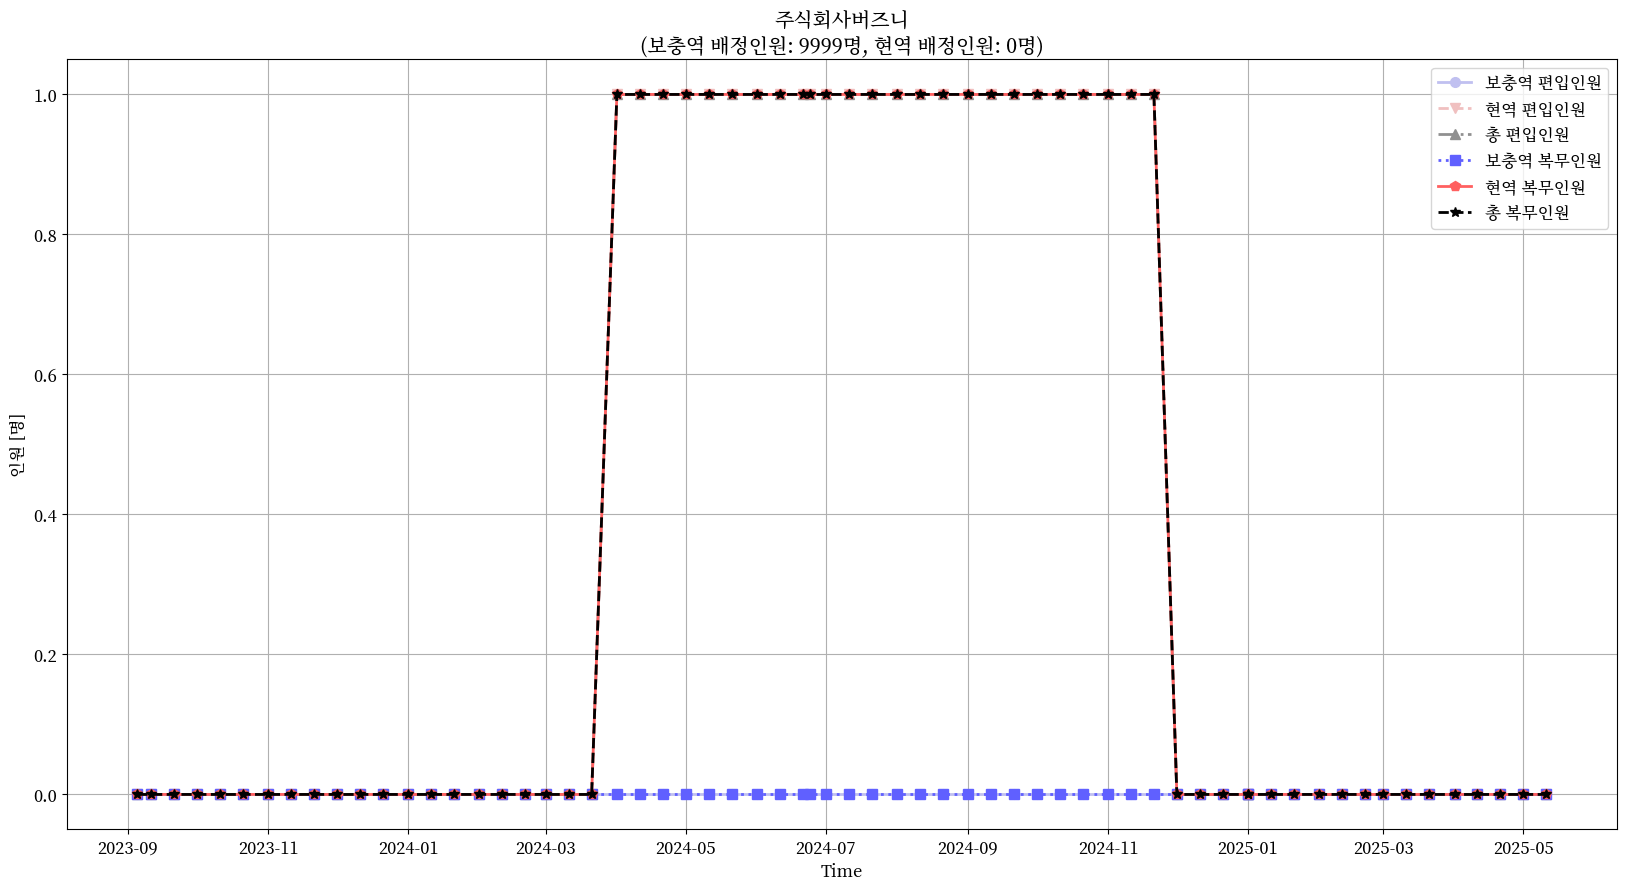 주식회사버즈니
(보충역 배정인원: 9999명, 현역 배정인원: 0명)
보충역 편입인원
현역 편입인원
총 편입인원
보충역 복무인원
현역 복무인원
총 복무인원
인원 [명]
1.0
0.8
0.6
0.4
0.2
0.0
2023-09
2023-11
2024-01
2024-03
2024-05
2024-07
2024-09
2024-11
2025-01
2025-03
2025-05
Time